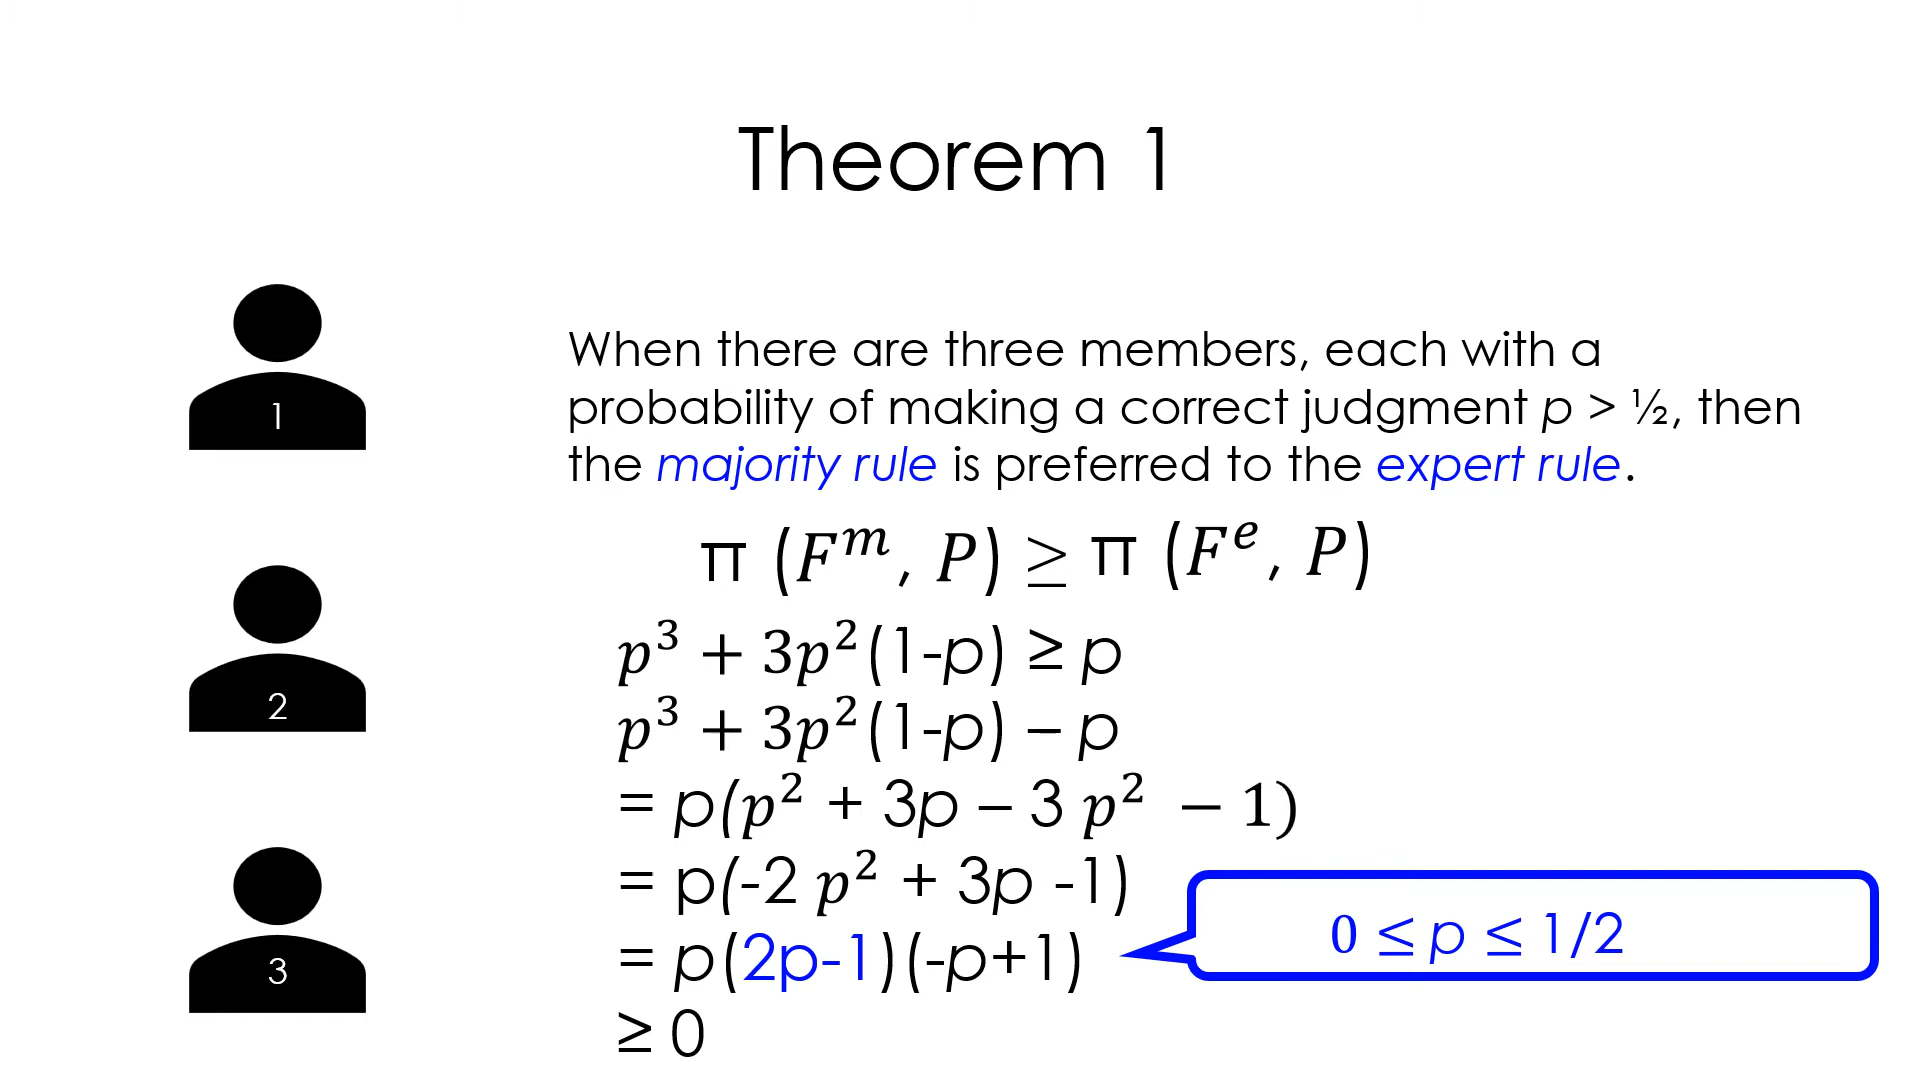 Theorem 1
1
When there are three members, each with a
probability of making a correct judgment p > ½, then
the majority rule is preferred to the expert rule.
π (Fᵐ, P) ≥ π (Fᵉ, P)
p³ + 3p²(1-p) ≥ p
2
p³ + 3p²(1-p) – p
= p(p² + 3p – 3 p² − 1)
= p(-2 p² + 3p -1)
0 ≤ p ≤ 1/2
= p(2p-1)(-p+1)
3
≥ 0